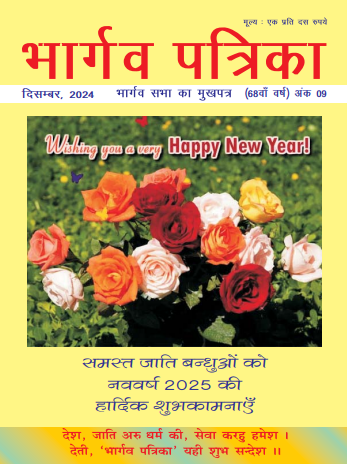 मूल्य : एक प्रति दस रुपये
भार्गव पत्रिका
दिसम्बर, 2024 भार्गव सभा का मुखपत्र (68वाँ वर्ष) अंक 09
Wishing you a very Happy New Year!
समस्त जाति बन्धुओं को
नववर्ष 2025 की
हार्दिक शुभकामनाएँ
देश, जाति अरु धर्म की, सेवा करहु हमेश ।
देती, 'भार्गव पत्रिका' यही शुभ सन्देश ।।